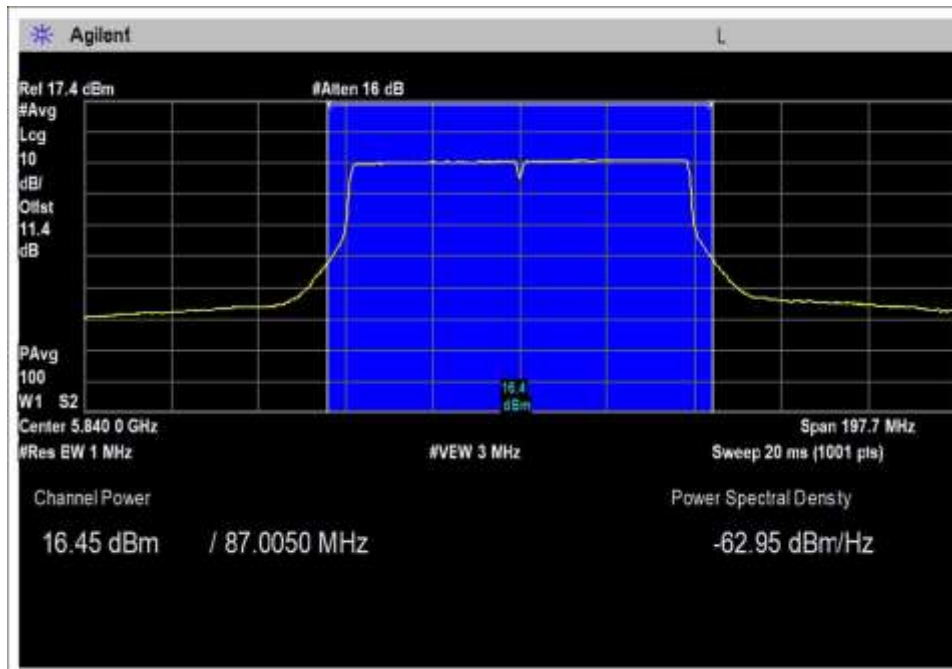 Agilent
L
Ref 17.4 dBm #Atten 16 dB
#Avg
Log
10
dB/
Offst
11.4
dB
PAvg
100
W1 S2
16.4
dBm
Center 5.840 0 GHz Span 197.7 MHz
#Res BW 1 MHz #VBW 3 MHz Sweep 20 ms (1001 pts)
Channel Power Power Spectral Density
16.45 dBm / 87.0050 MHz -62.95 dBm/Hz